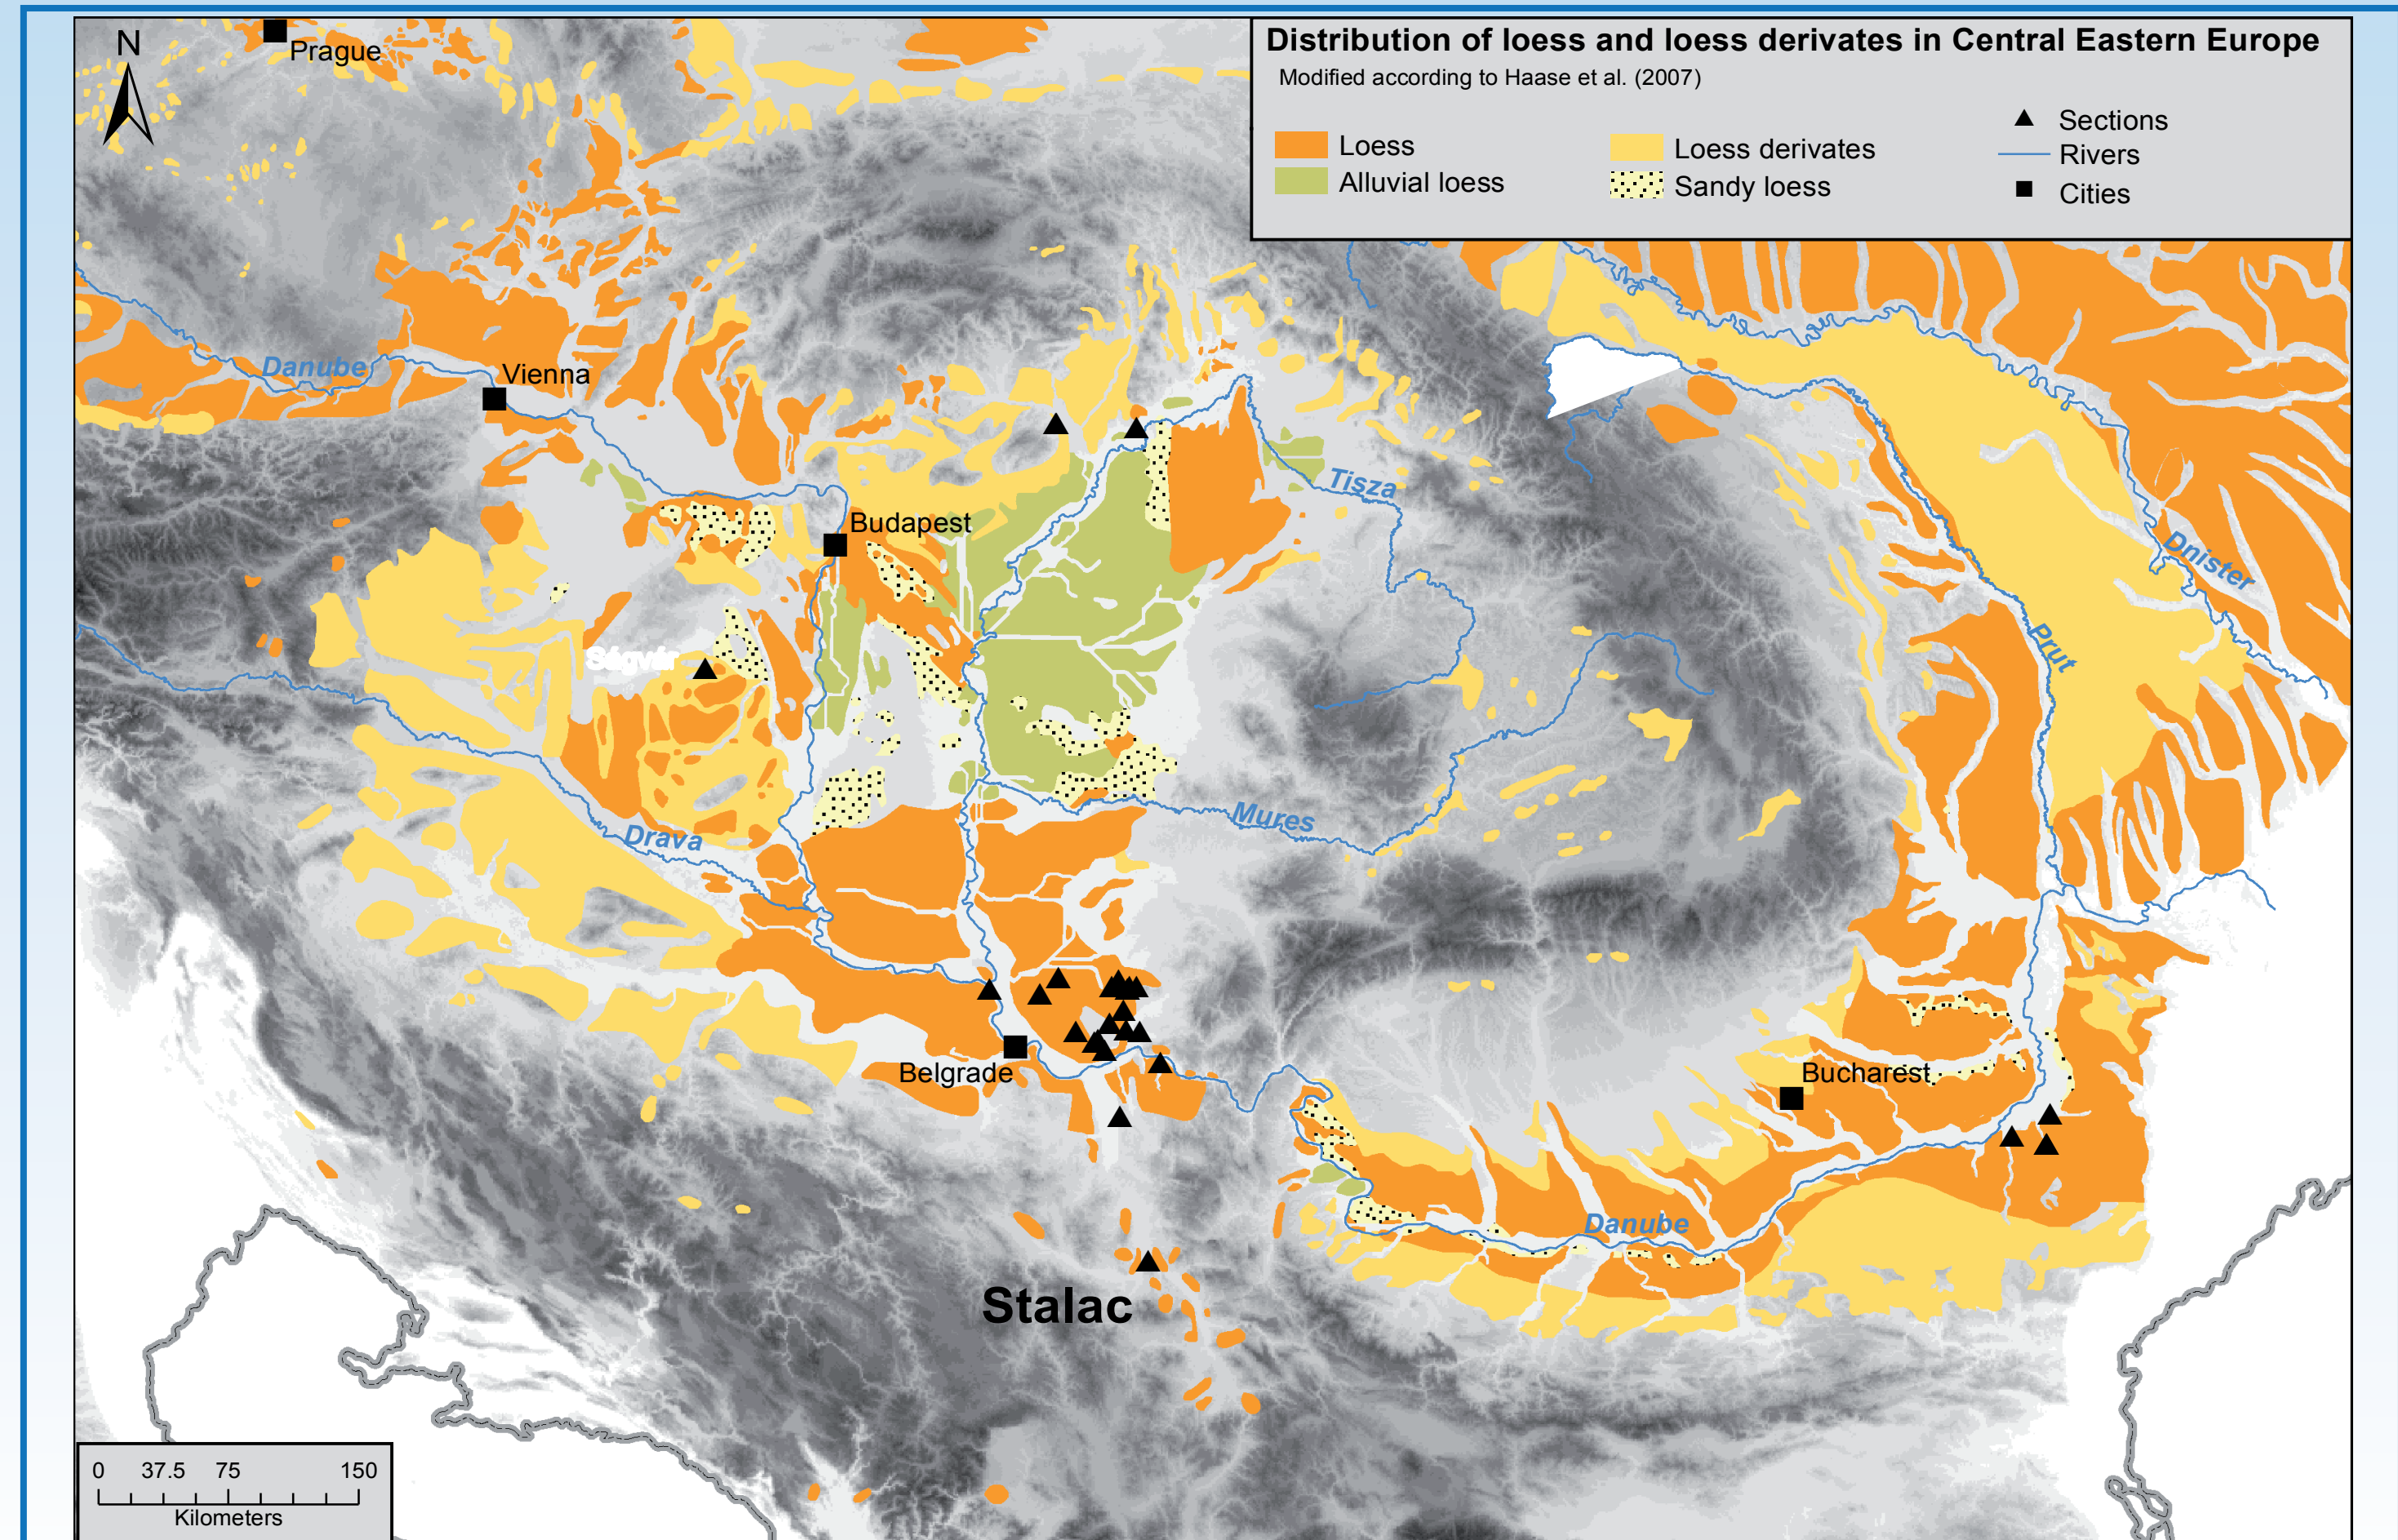 Distribution of loess and loess derivates in Central Eastern Europe
Modified according to Haase et al. (2007)
Loess
Alluvial loess
Loess derivates
Sandy loess
Sections
Rivers
Cities
N
Prague
Danube
Vienna
Budapest
Tisza
Dnister
Prut
Ságvár
Mures
Drava
Belgrade
Bucharest
Danube
Stalac
0 37.5 75 150
Kilometers